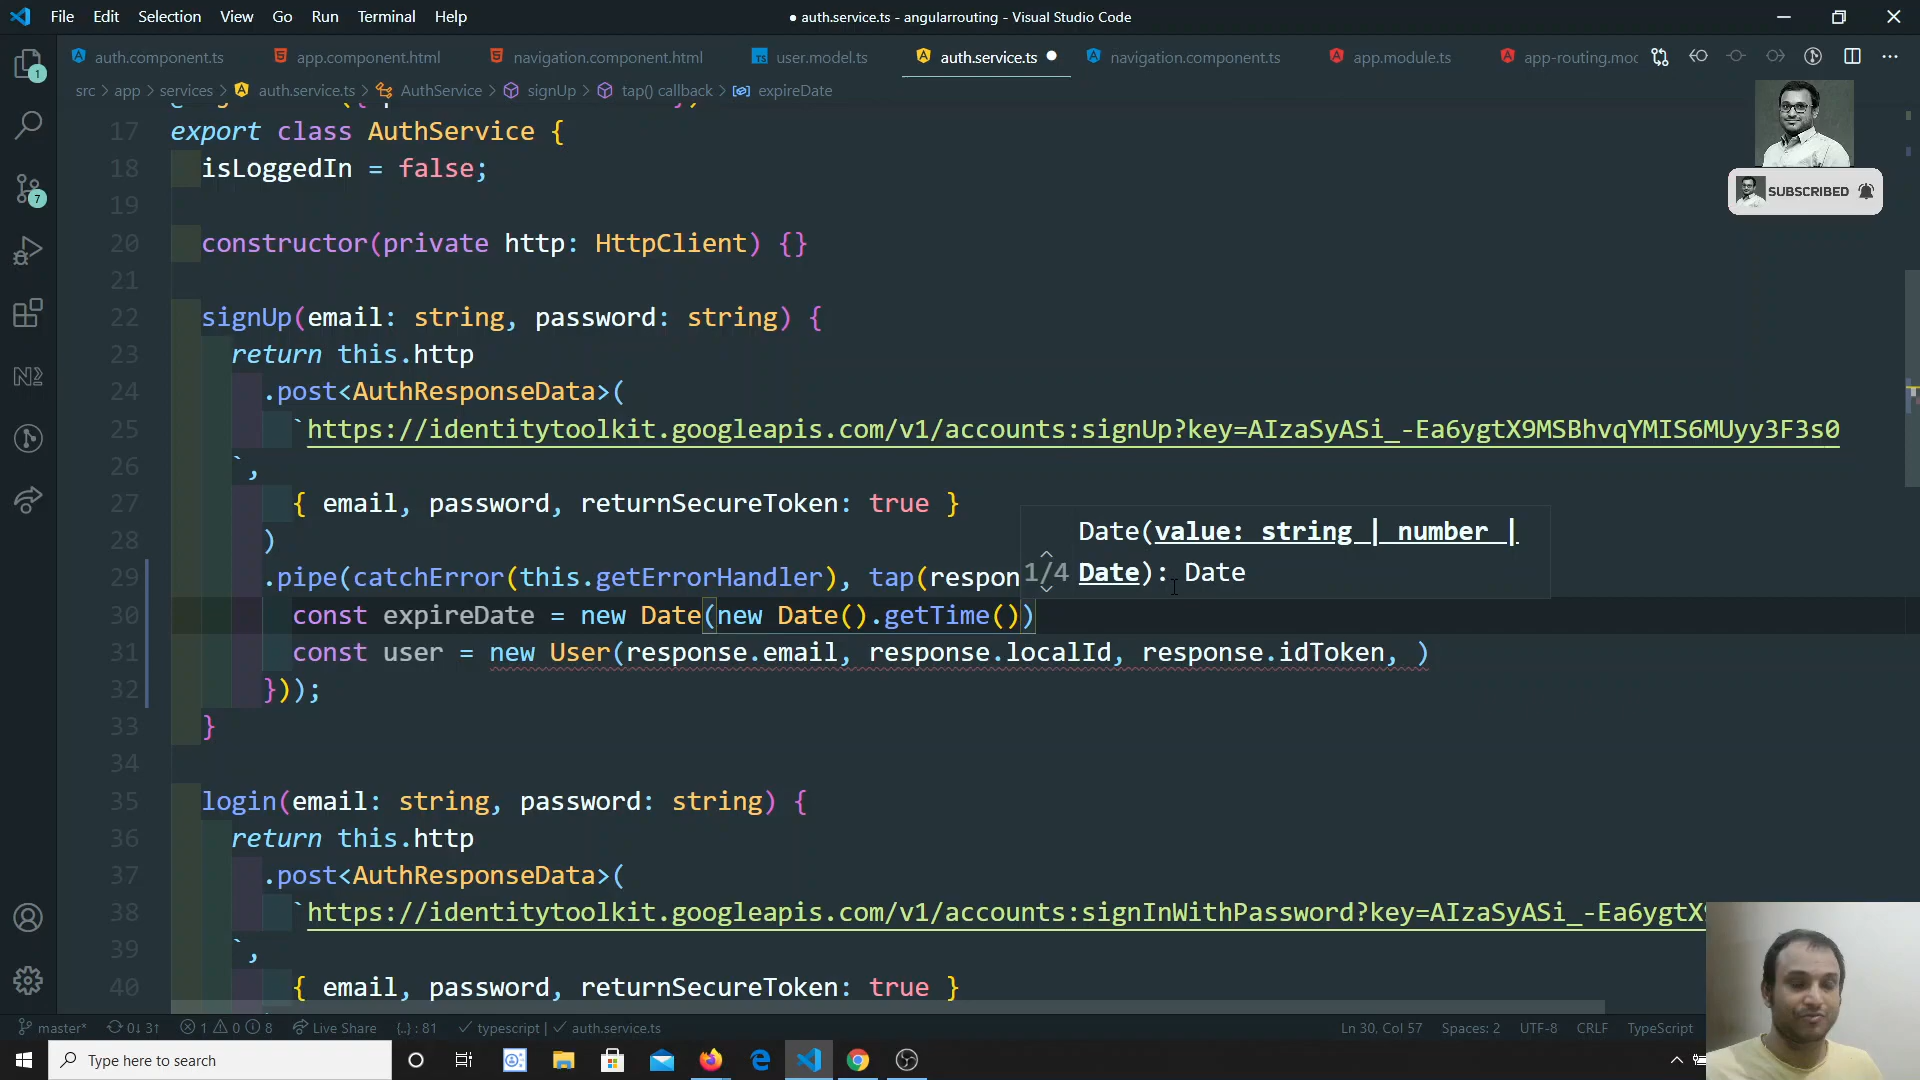 File Edit Selection View Go Run Terminal Help
● auth.service.ts - angularrouting - Visual Studio Code
auth.component.ts app.component.html navigation.component.html user.model.ts auth.service.ts navigation.component.ts app.module.ts app-routing.moc
src > app > services > auth.service.ts > AuthService > signUp > tap() callback > expireDate
17 export class AuthService {
18 isLoggedIn = false;
19
20 constructor(private http: HttpClient) {}
21
22 signUp(email: string, password: string) {
23 return this.http
24 .post<AuthResponseData>(
25 `https://identitytoolkit.googleapis.com/v1/accounts:signUp?key=AIzaSyASi_-Ea6ygtX9MSBhvqYMIS6MUyy3F3s0
26 `,
27 { email, password, returnSecureToken: true }
28 )
29 .pipe(catchError(this.getErrorHandler), tap(respon
30 const expireDate = new Date(new Date().getTime())
31 const user = new User(response.email, response.localId, response.idToken, )
32 }));
33 }
34
35 login(email: string, password: string) {
36 return this.http
37 .post<AuthResponseData>(
38 `https://identitytoolkit.googleapis.com/v1/accounts:signInWithPassword?key=AIzaSyASi_-Ea6ygtX9
39 `,
40 { email, password, returnSecureToken: true }
Date(value: string | number |
1/4 Date): Date
SUBSCRIBED
1
7
master* 0↓ 3↑ 1 0 8 Live Share {..} : 81 typescript | auth.service.ts Ln 30, Col 57 Spaces: 2 UTF-8 CRLF TypeScript
Type here to search